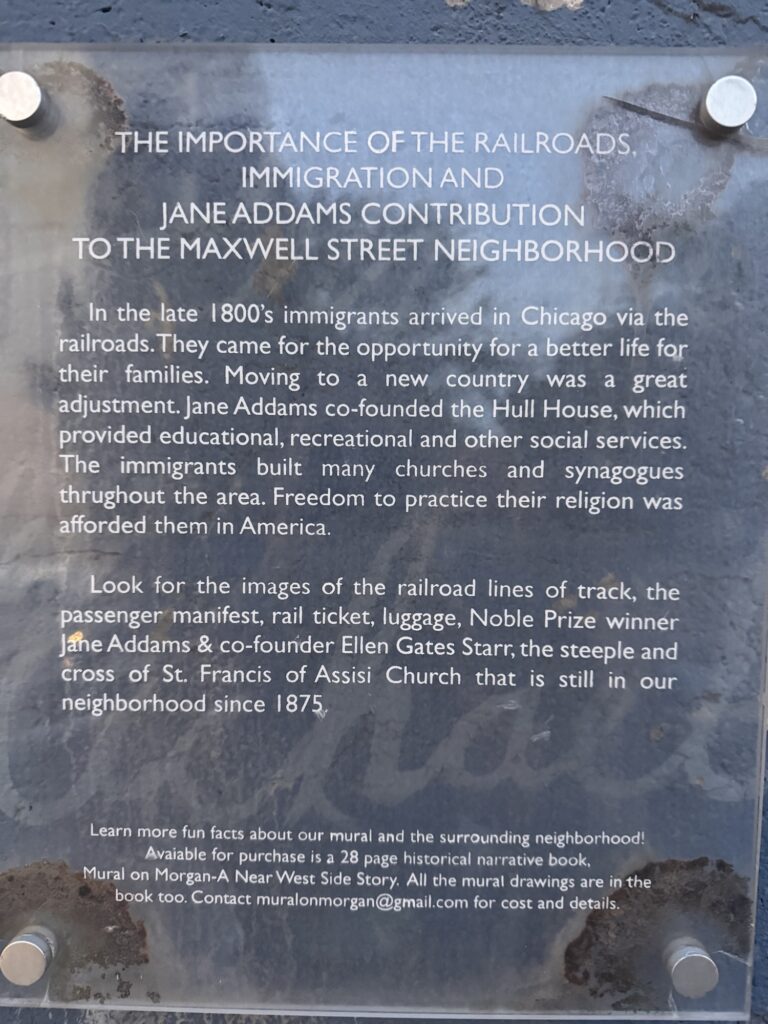 THE IMPORTANCE OF THE RAILROADS,
IMMIGRATION AND
JANE ADDAMS CONTRIBUTION
TO THE MAXWELL STREET NEIGHBORHOOD
In the late 1800's immigrants arrived in Chicago via the
railroads. They came for the opportunity for a better life for
their families. Moving to a new country was a great
adjustment. Jane Addams co-founded the Hull House, which
provided educational, recreational and other social services.
The immigrants built many churches and synagogues
thrughout the area. Freedom to practice their religion was
afforded them in America.
Look for the images of the railroad lines of track, the
passenger manifest, rail ticket, luggage, Noble Prize winner
Jane Addams & co-founder Ellen Gates Starr, the steeple and
cross of St. Francis of Assisi Church that is still in our
neighborhood since 1875.
Learn more fun facts about our mural and the surrounding neighborhood!
Avaiable for purchase is a 28 page historical narrative book,
Mural on Morgan-A Near West Side Story. All the mural drawings are in the
book too. Contact muralonmorgan@gmail.com for cost and details.